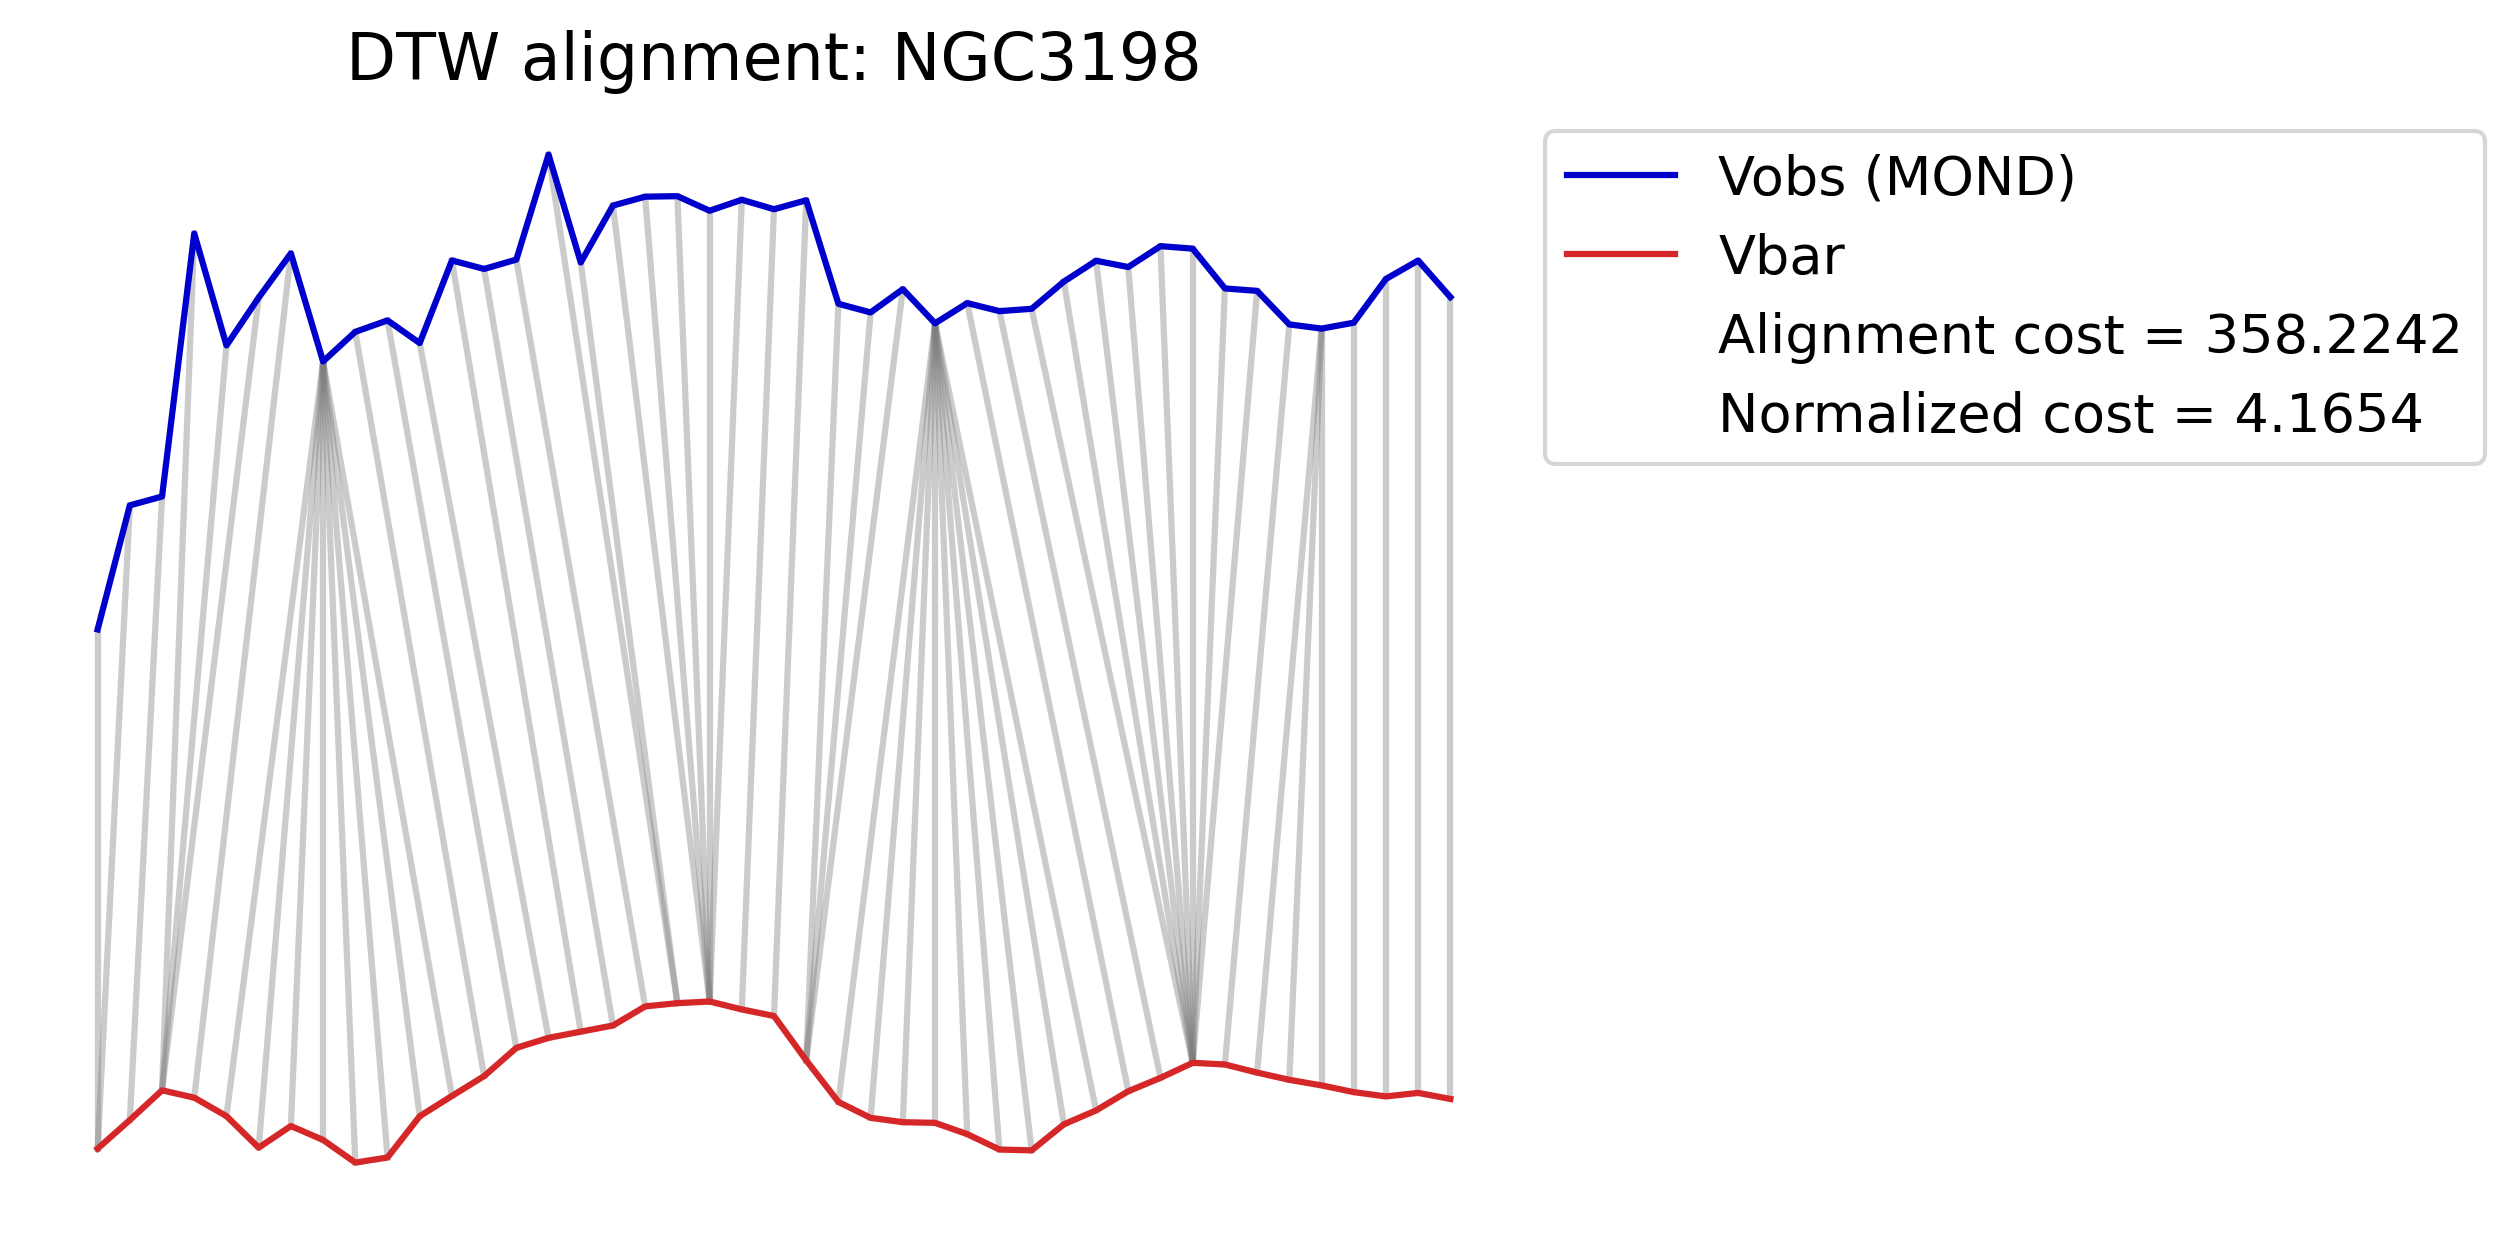 DTW alignment: NGC3198
Vobs (MOND)
Vbar
Alignment cost = 358.2242
Normalized cost = 4.1654